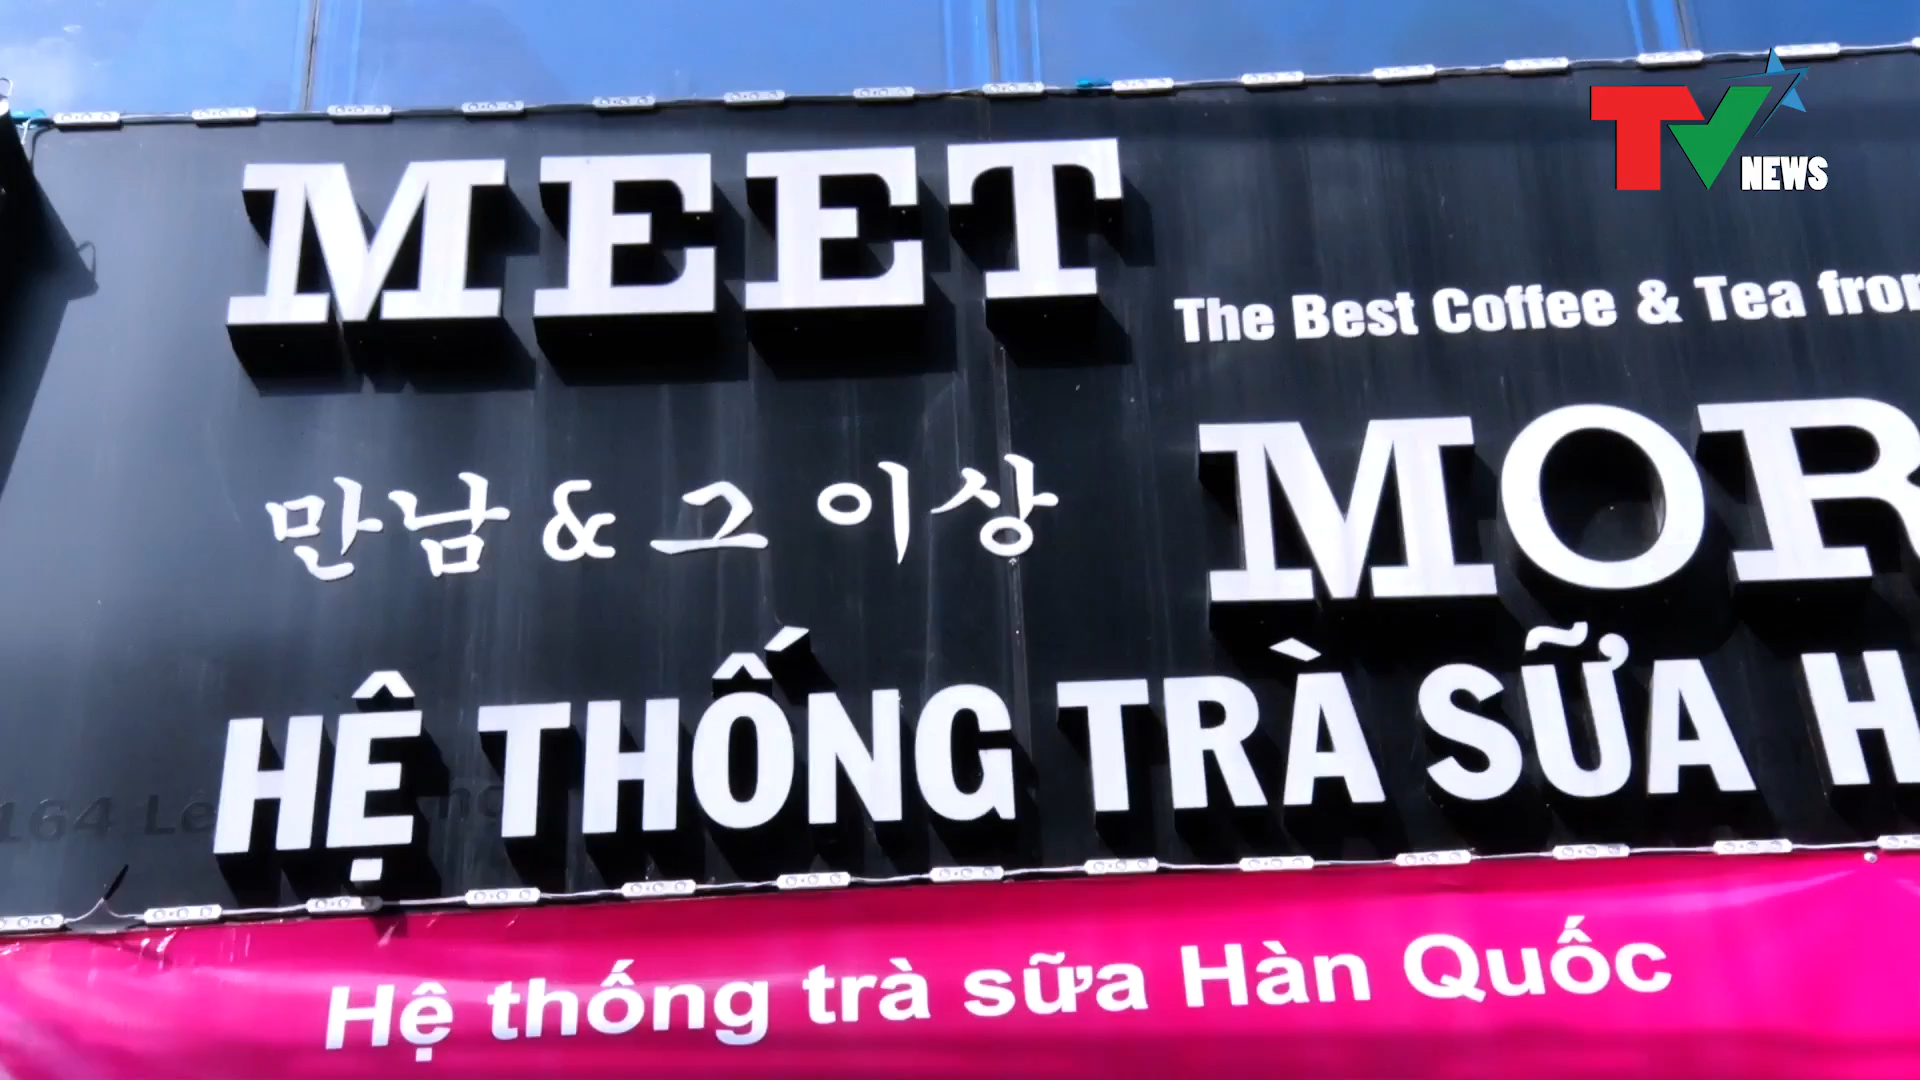 TV NEWS
MEET
The Best Coffee & Tea
만남 & 그 이상
MOR
HỆ THỐNG TRÀ SỮA H
164
Hệ thống trà sữa Hàn Quốc